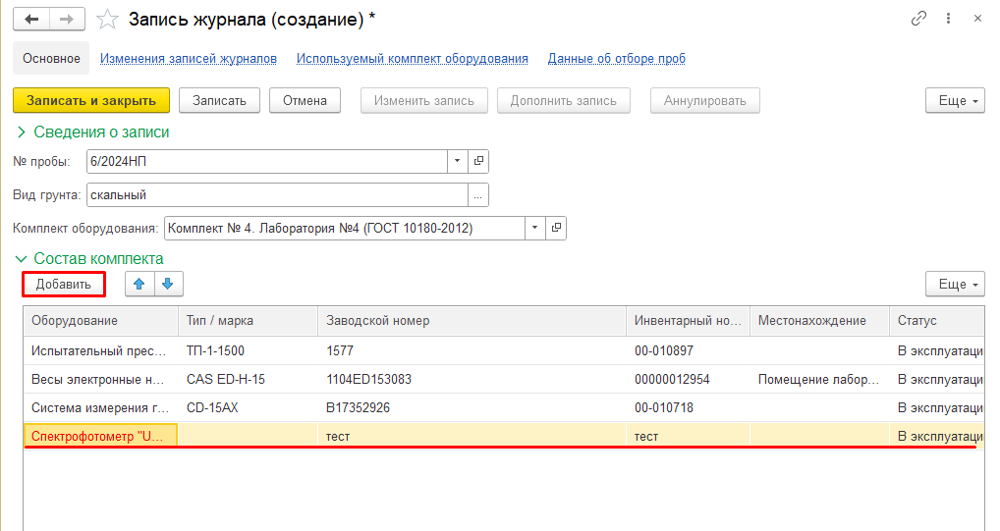 Запись журнала (создание) *
Основное Изменения записей журналов Используемый комплект оборудования Данные об отборе проб
Записать и закрыть Записать Отмена Изменить запись Дополнить запись Аннулировать Еще
Сведения о записи
№ пробы: 6/2024НП
Вид грунта: скальный ...
Комплект оборудования: Комплект № 4. Лаборатория №4 (ГОСТ 10180-2012)
Состав комплекта
Добавить Еще
Оборудование Тип / марка Заводской номер Инвентарный но... Местонахождение Статус
Испытательный прес... ТП-1-1500 1577 00-010897 В эксплуатаци
Весы электронные н... CAS ED-H-15 1104ED153083 00000012954 Помещение лабор... В эксплуатаци
Система измерения г... CD-15AX B17352926 00-010718 В эксплуатаци
Спектрофотометр "U... тест тест В эксплуатаци